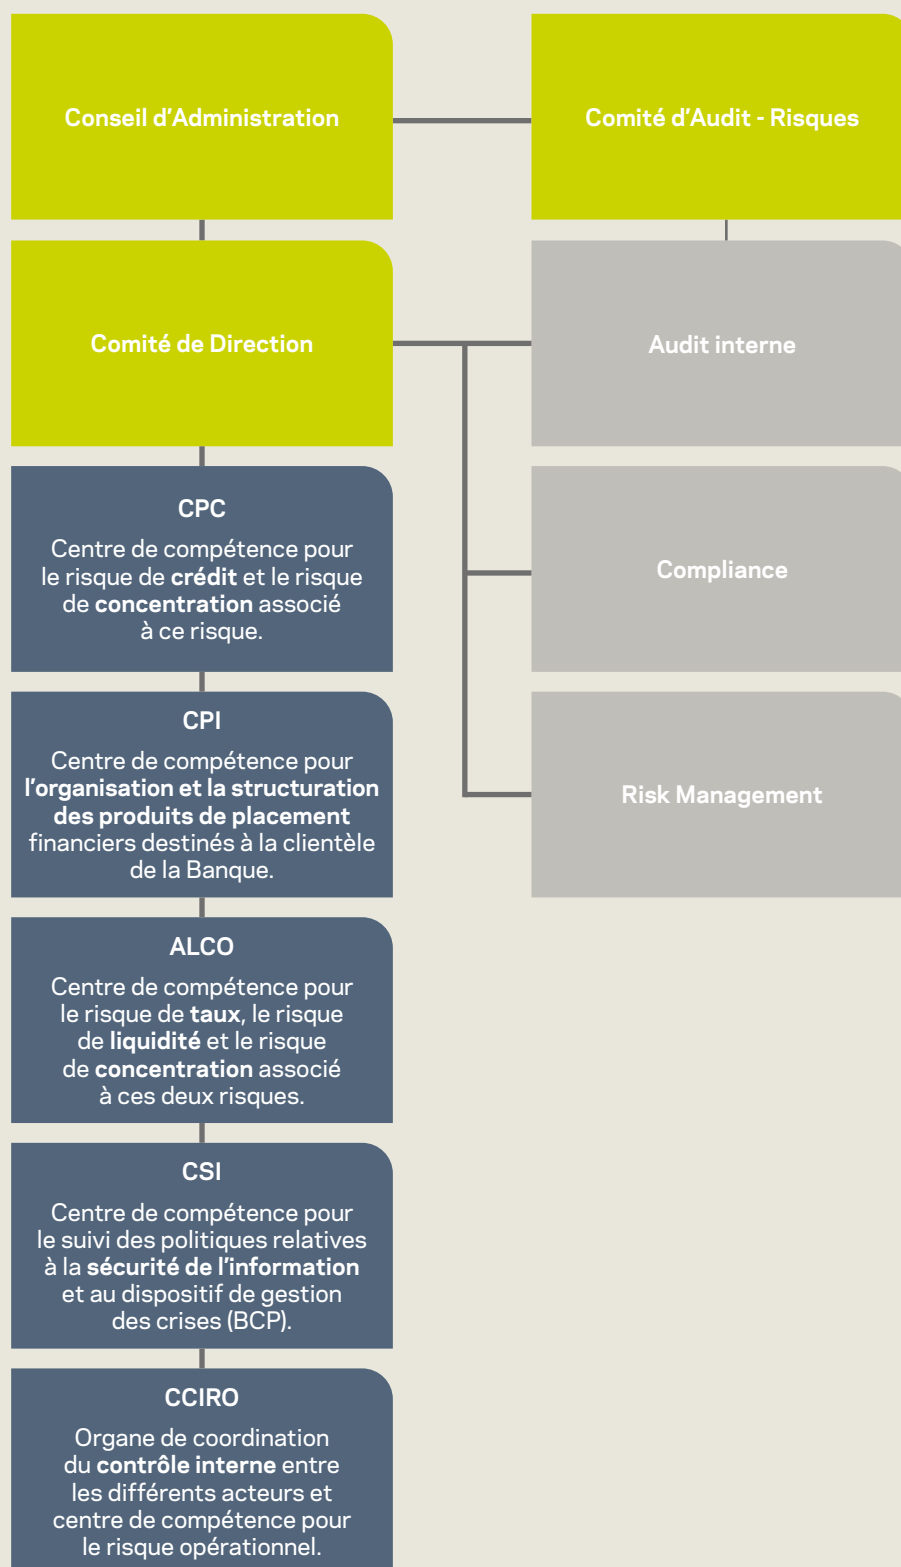 Conseil d'Administration
Comité d'Audit - Risques
Comité de Direction
Audit interne
CPC
Centre de compétence pour
le risque de crédit et le risque
de concentration associé
à ce risque.
Compliance
CPI
Centre de compétence pour
l'organisation et la structuration
des produits de placement
financiers destinés à la clientèle
de la Banque.
Risk Management
ALCO
Centre de compétence pour
le risque de taux, le risque
de liquidité et le risque
de concentration associé
à ces deux risques.
CSI
Centre de compétence pour
le suivi des politiques relatives
à la sécurité de l'information
et au dispositif de gestion
des crises (BCP).
CCIRO
Organe de coordination
du contrôle interne entre
les différents acteurs et
centre de compétence pour
le risque opérationnel.